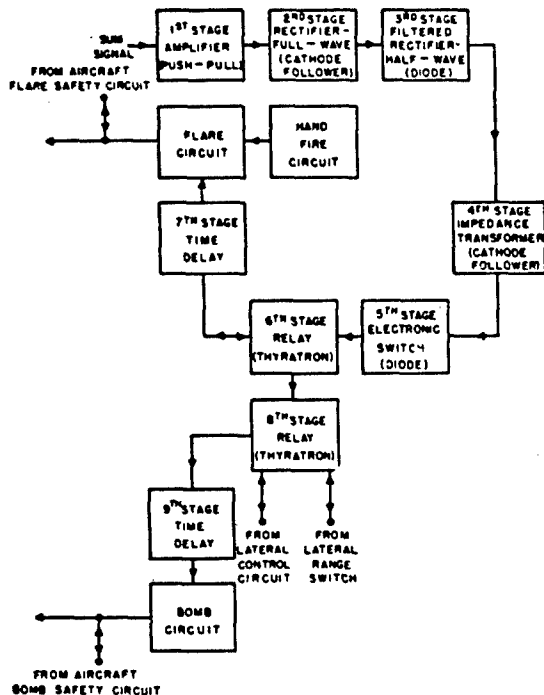 SUM
SIGNAL
1ST STAGE
AMPLIFIER
PUSH-PULL
2ND STAGE
RECTIFIER-
FULL-WAVE
(CATHODE
FOLLOWER)
3RD STAGE
FILTERED
RECTIFIER-
HALF-WAVE
(DIODE)
FROM AIRCRAFT
FLARE SAFETY CIRCUIT
FLARE
CIRCUIT
HAND
FIRE
CIRCUIT
7TH STAGE
TIME
DELAY
4TH STAGE
IMPEDANCE
TRANSFORMER
(CATHODE
FOLLOWER)
6TH STAGE
RELAY
(THYRATRON)
5TH STAGE
ELECTRONIC
SWITCH
(DIODE)
8TH STAGE
RELAY
(THYRATRON)
9TH STAGE
TIME
DELAY
FROM
LATERAL
CONTROL
CIRCUIT
FROM
LATERAL
RANGE
SWITCH
BOMB
CIRCUIT
FROM AIRCRAFT
BOMB SAFETY CIRCUIT